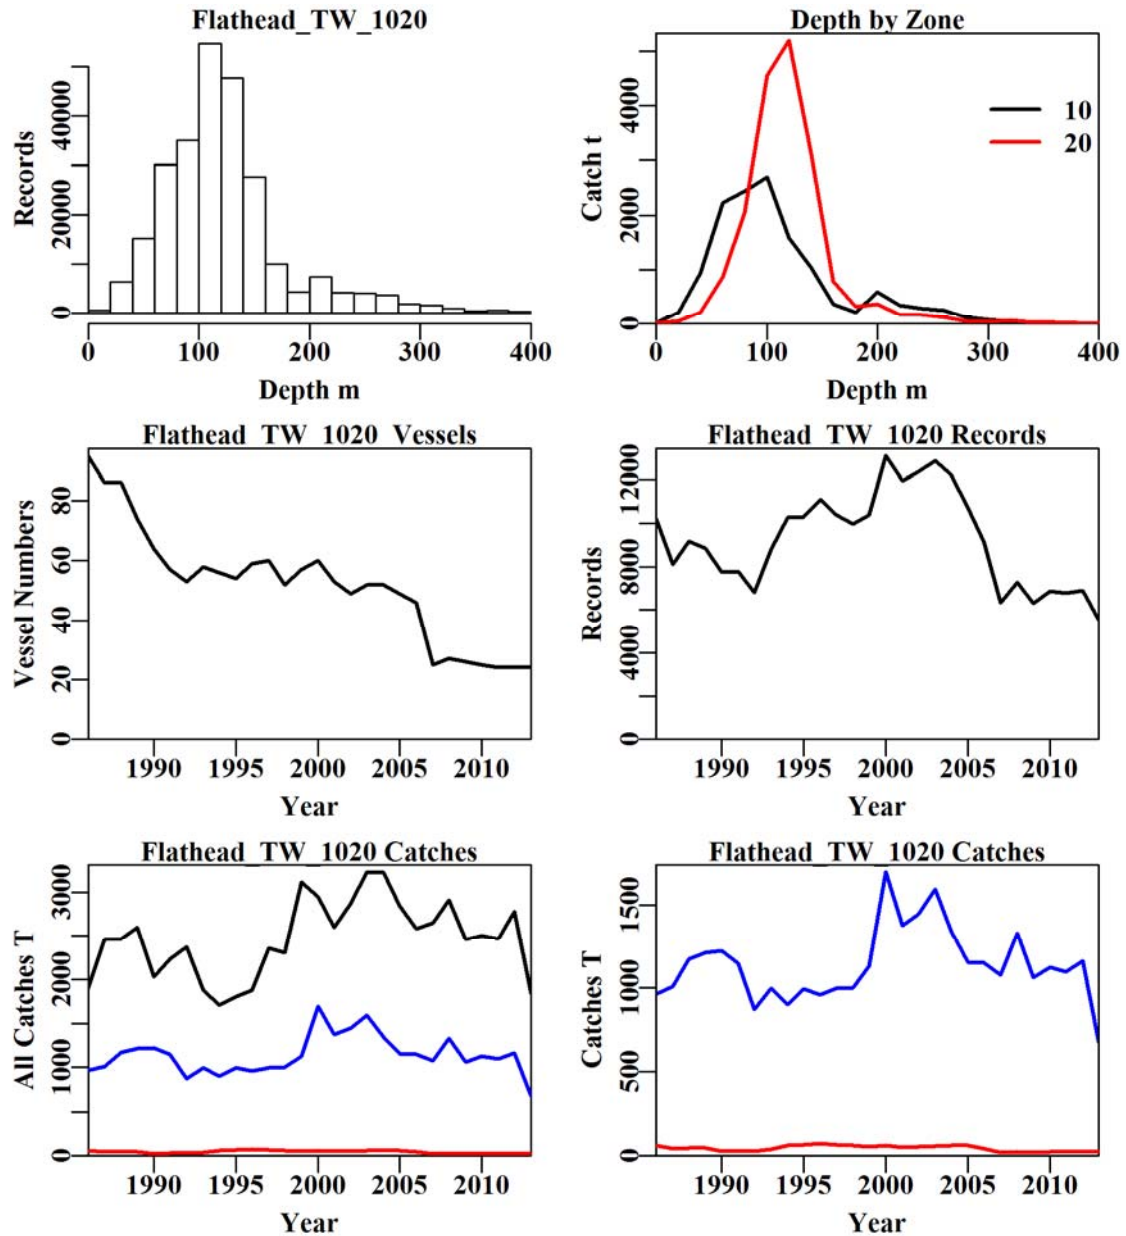 Flathead_TW_1020
Records
0 20000 40000
0 100 200 300 400
Depth m
Depth by Zone
Catch t
0 2000 4000
10
20
0 100 200 300 400
Depth m
Flathead TW 1020 Vessels
Vessel Numbers
0 20 40 60 80
1990 1995 2000 2005 2010
Year
Flathead TW 1020 Records
Records
0 4000 8000 12000
1990 1995 2000 2005 2010
Year
Flathead_TW_1020 Catches
All Catches T
0 1000 2000 3000
1990 1995 2000 2005 2010
Year
Flathead_TW_1020 Catches
Catches T
0 500 1000 1500
1990 1995 2000 2005 2010
Year